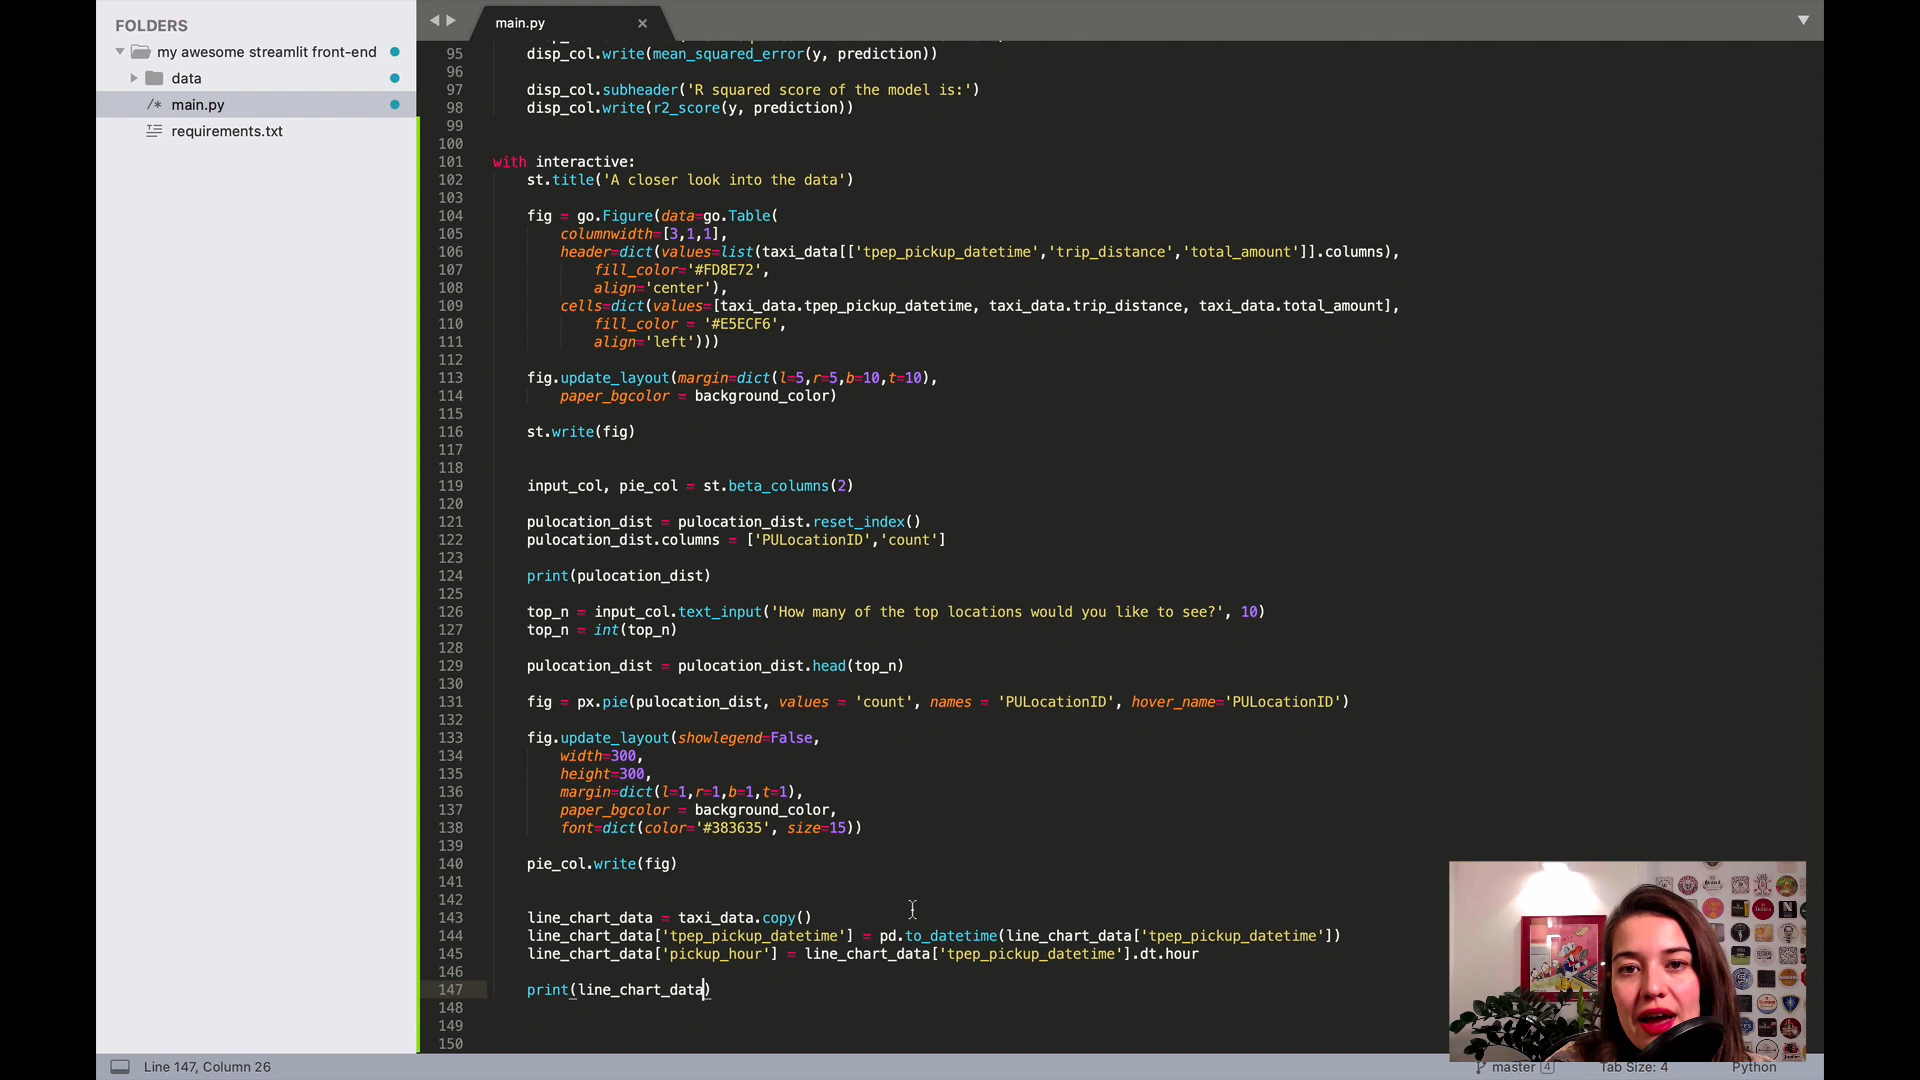 FOLDERS
my awesome streamlit front-end
data
/* main.py
requirements.txt
main.py
95 disp_col.write(mean_squared_error(y, prediction))
96
97 disp_col.subheader('R squared score of the model is:')
98 disp_col.write(r2_score(y, prediction))
99
100
101 with interactive:
102 st.title('A closer look into the data')
103
104 fig = go.Figure(data=go.Table(
105 columnwidth=[3,1,1],
106 header=dict(values=list(taxi_data[['tpep_pickup_datetime','trip_distance','total_amount']].columns),
107 fill_color='#FD8E72',
108 align='center'),
109 cells=dict(values=[taxi_data.tpep_pickup_datetime, taxi_data.trip_distance, taxi_data.total_amount],
110 fill_color = '#E5ECF6',
111 align='left')))
112
113 fig.update_layout(margin=dict(l=5,r=5,b=10,t=10),
114 paper_bgcolor = background_color)
115
116 st.write(fig)
117
118
119 input_col, pie_col = st.beta_columns(2)
120
121 pulocation_dist = pulocation_dist.reset_index()
122 pulocation_dist.columns = ['PULocationID','count']
123
124 print(pulocation_dist)
125
126 top_n = input_col.text_input('How many of the top locations would you like to see?', 10)
127 top_n = int(top_n)
128
129 pulocation_dist = pulocation_dist.head(top_n)
130
131 fig = px.pie(pulocation_dist, values = 'count', names = 'PULocationID', hover_name='PULocationID')
132
133 fig.update_layout(showlegend=False,
134 width=300,
135 height=300,
136 margin=dict(l=1,r=1,b=1,t=1),
137 paper_bgcolor = background_color,
138 font=dict(color='#383635', size=15))
139
140 pie_col.write(fig)
141
142
143 line_chart_data = taxi_data.copy()
144 line_chart_data['tpep_pickup_datetime'] = pd.to_datetime(line_chart_data['tpep_pickup_datetime'])
145 line_chart_data['pickup_hour'] = line_chart_data['tpep_pickup_datetime'].dt.hour
146
147 print(line_chart_data)
148
149
150
Line 147, Column 26
master 4
Tab Size: 4
Python